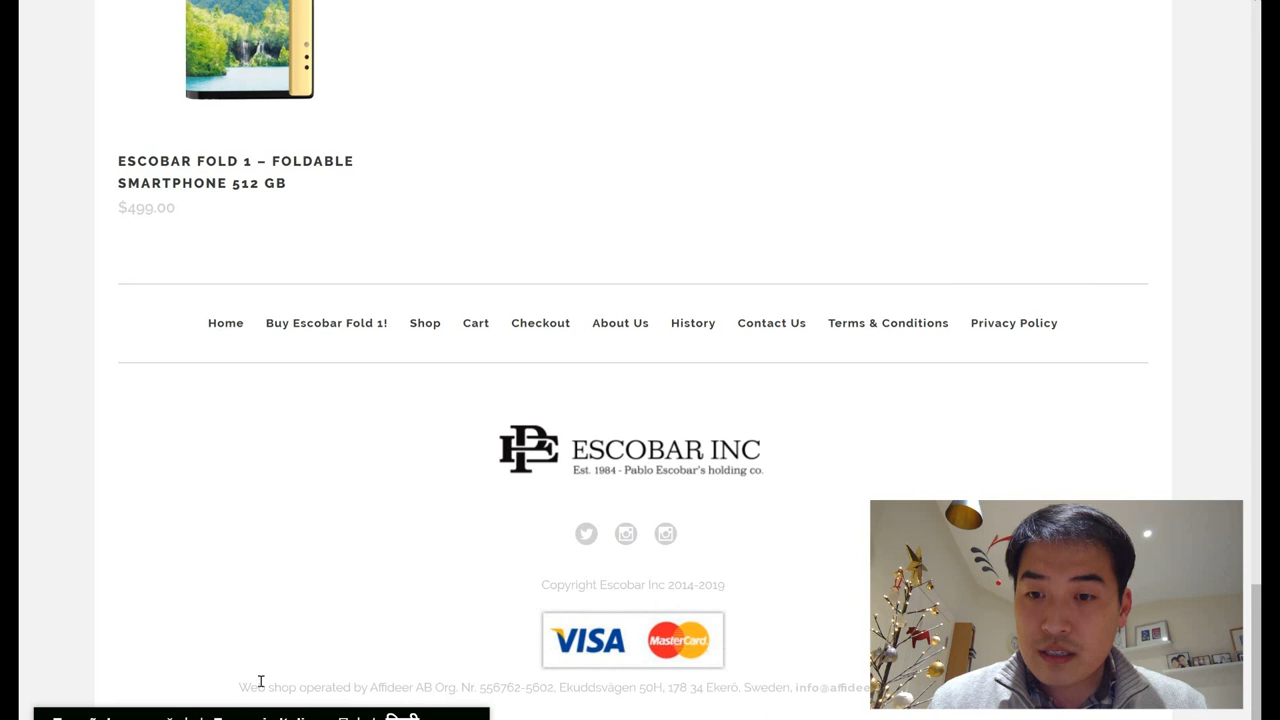 ESCOBAR FOLD 1 – FOLDABLE
SMARTPHONE 512 GB
$499.00
Home Buy Escobar Fold 1! Shop Cart Checkout About Us History Contact Us Terms & Conditions Privacy Policy
PE ESCOBAR INC
Est. 1984 - Pablo Escobar's holding co.
Copyright Escobar Inc 2014-2019
VISA MasterCard
Web shop operated by Affideer AB Org. Nr. 556762-5602, Ekuddsvägen 50H, 178 34 Ekerö, Sweden,